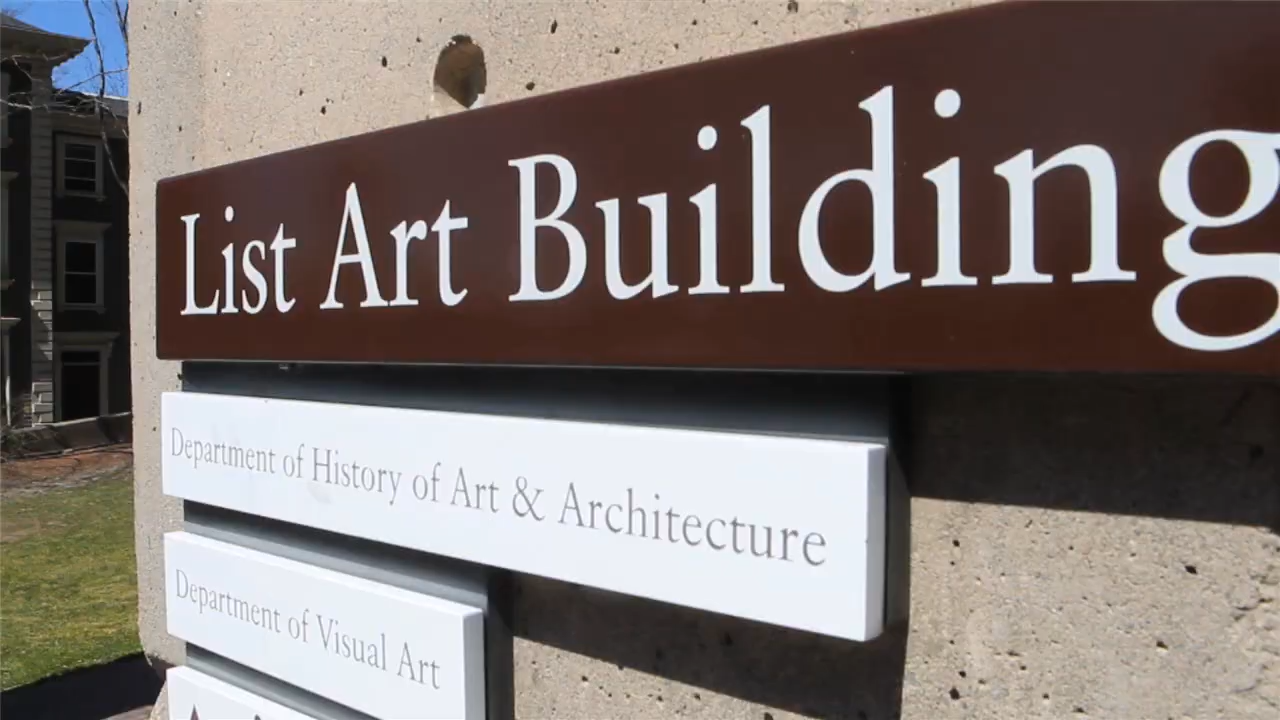 List Art Building
Department of History of Art & Architecture
Department of Visual Art